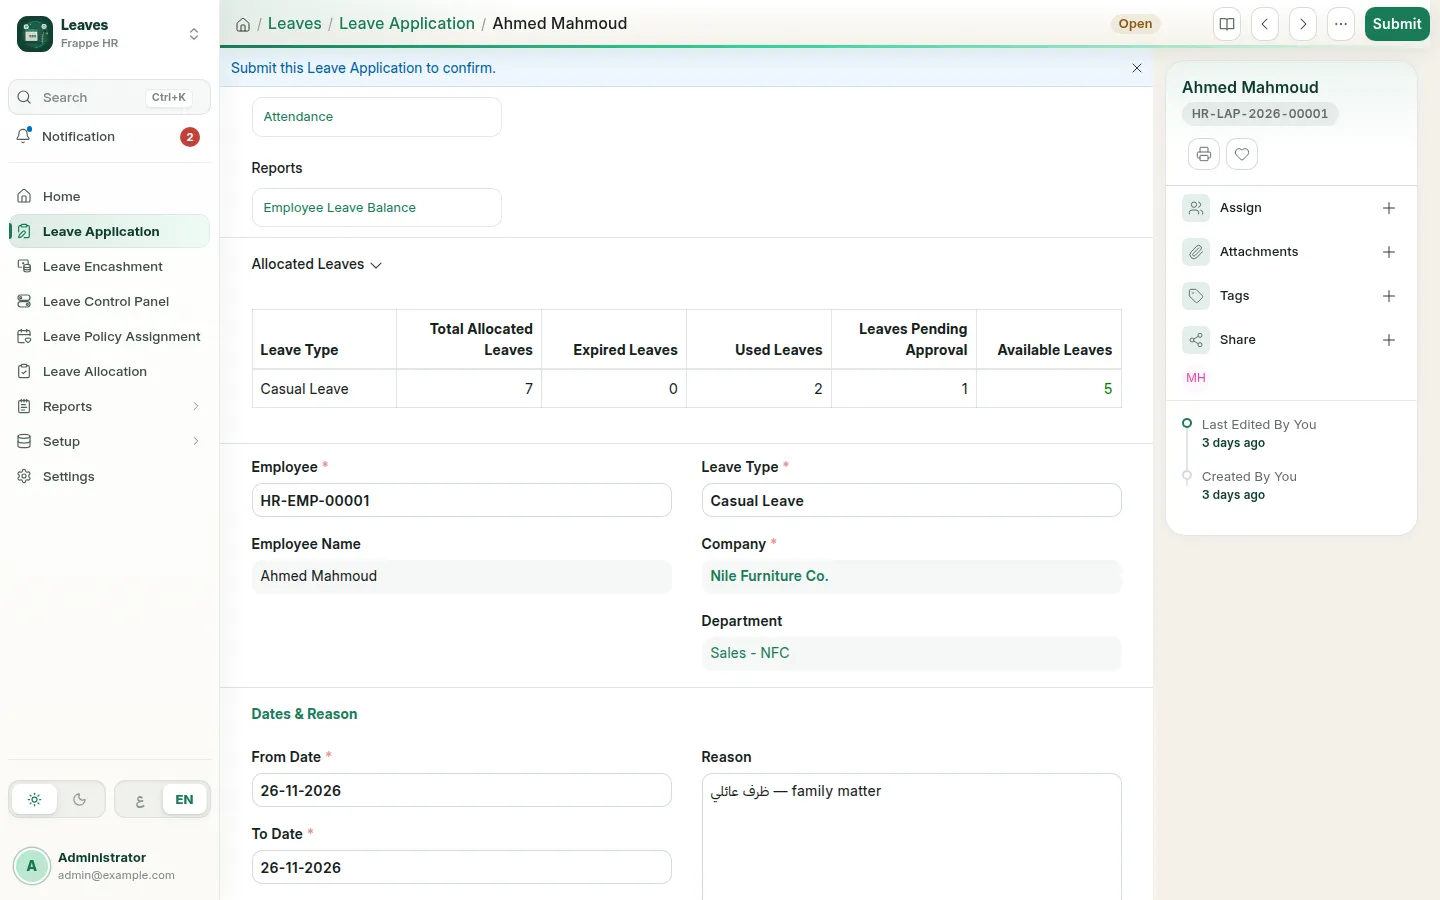 Leaves
Frappe HR
Search
Ctrl+K
Notification
2
Home
Leave Application
Leave Encashment
Leave Control Panel
Leave Policy Assignment
Leave Allocation
Reports
Setup
Settings
ع
EN
A
Administrator
admin@example.com
/ Leaves / Leave Application / Ahmed Mahmoud
Open
Submit
Submit this Leave Application to confirm.
Attendance
Reports
Employee Leave Balance
Allocated Leaves
Leave Type | Total Allocated Leaves | Expired Leaves | Used Leaves | Leaves Pending Approval | Available Leaves
Casual Leave | 7 | 0 | 2 | 1 | 5
Employee *
HR-EMP-00001
Leave Type *
Casual Leave
Employee Name
Ahmed Mahmoud
Company *
Nile Furniture Co.
Department
Sales - NFC
Dates & Reason
From Date *
26-11-2026
To Date *
26-11-2026
Reason
ظرف عائلي — family matter
Ahmed Mahmoud
HR-LAP-2026-00001
Assign
Attachments
Tags
Share
MH
Last Edited By You
3 days ago
Created By You
3 days ago